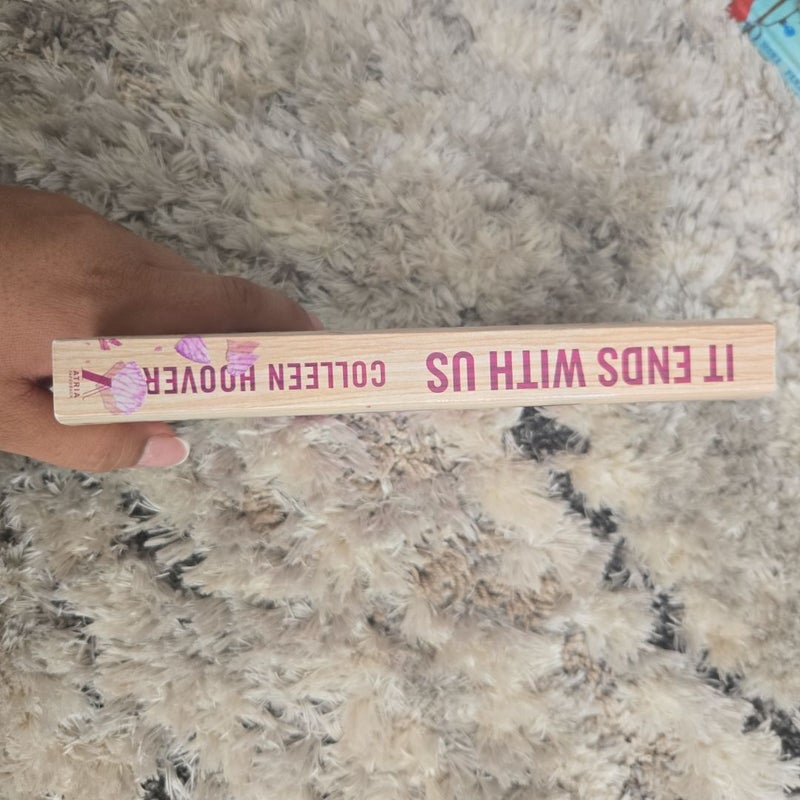 IT ENDS WITH US
COLLEEN HOOVER
ATRIA